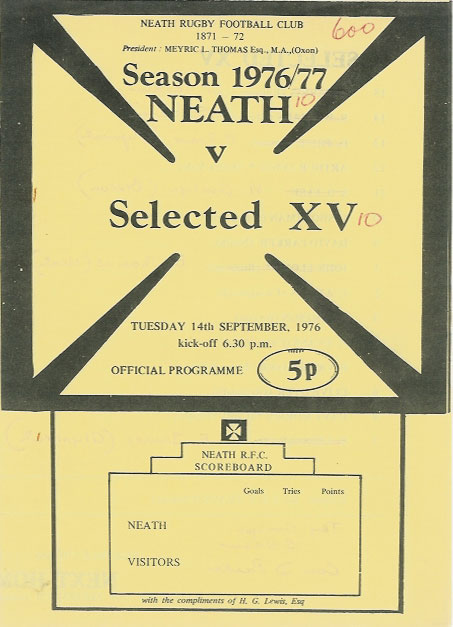 NEATH RUGBY FOOTBALL CLUB
1871 – 72
President : MEYRIC L. THOMAS Esq., M.A.,(Oxon)
600
Season 1976/77
NEATH 10
v
Selected XV 10
TUESDAY 14th SEPTEMBER, 1976
kick-off 6.30 p.m.
OFFICIAL PROGRAMME 5p
NEATH R.F.C.
SCOREBOARD
Goals Tries Points
NEATH
VISITORS
with the compliments of H. G. Lewis, Esq